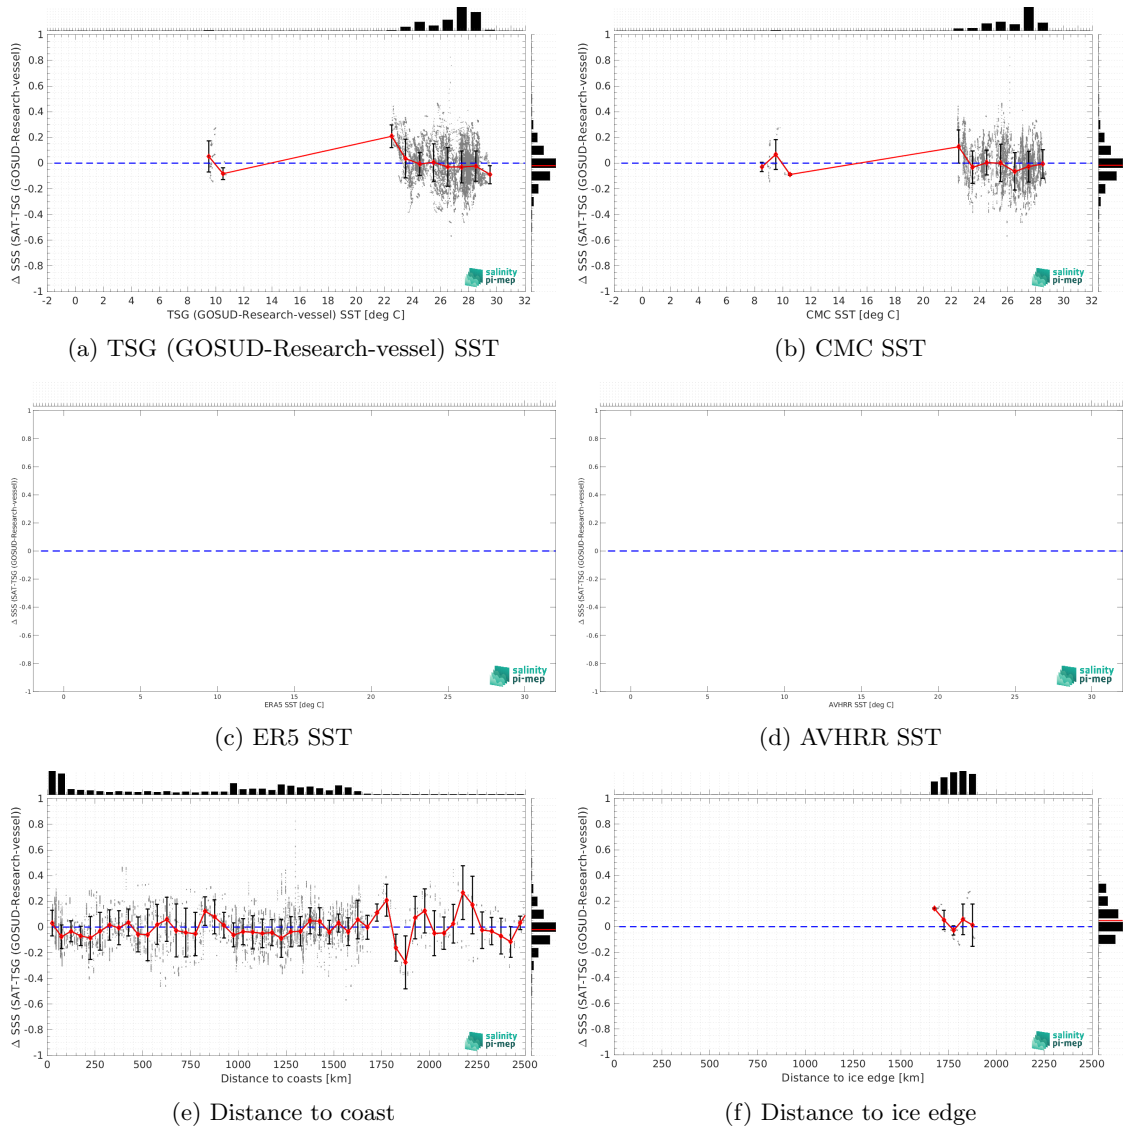 Δ SSS (SAT-TSG (GOSUD-Research-vessel))
1
0.8
0.6
0.4
0.2
0
-0.2
-0.4
-0.6
-0.8
-1
-2 0 2 4 6 8 10 12 14 16 18 20 22 24 26 28 30 32
TSG (GOSUD-Research-vessel) SST [deg C]
salinity
pi-mep
(a) TSG (GOSUD-Research-vessel) SST
Δ SSS (SAT-TSG (GOSUD-Research-vessel))
1
0.8
0.6
0.4
0.2
0
-0.2
-0.4
-0.6
-0.8
-1
-2 0 2 4 6 8 10 12 14 16 18 20 22 24 26 28 30 32
CMC SST [deg C]
salinity
pi-mep
(b) CMC SST
Δ SSS (SAT-TSG (GOSUD-Research-vessel))
1
0.8
0.6
0.4
0.2
0
-0.2
-0.4
-0.6
-0.8
-1
0 5 10 15 20 25 30
ERA5 SST [deg C]
salinity
pi-mep
(c) ER5 SST
Δ SSS (SAT-TSG (GOSUD-Research-vessel))
1
0.8
0.6
0.4
0.2
0
-0.2
-0.4
-0.6
-0.8
-1
0 5 10 15 20 25 30
AVHRR SST [deg C]
salinity
pi-mep
(d) AVHRR SST
Δ SSS (SAT-TSG (GOSUD-Research-vessel))
1
0.8
0.6
0.4
0.2
0
-0.2
-0.4
-0.6
-0.8
-1
0 250 500 750 1000 1250 1500 1750 2000 2250 2500
Distance to coasts [km]
salinity
pi-mep
(e) Distance to coast
Δ SSS (SAT-TSG (GOSUD-Research-vessel))
1
0.8
0.6
0.4
0.2
0
-0.2
-0.4
-0.6
-0.8
-1
0 250 500 750 1000 1250 1500 1750 2000 2250 2500
Distance to ice edge [km]
salinity
pi-mep
(f) Distance to ice edge